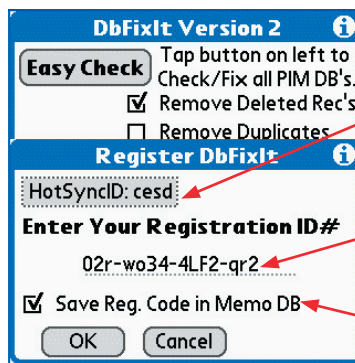 DbFixIt Version 2
Easy Check
Tap button on left to
Check/Fix all PIM DB's.
Remove Deleted Rec's
Remove Duplicates
Register DbFixIt
HotSyncID: cesd
Enter Your Registration ID#
02r-wo34-4LF2-qr2
Save Reg. Code in Memo DB
OK Cancel